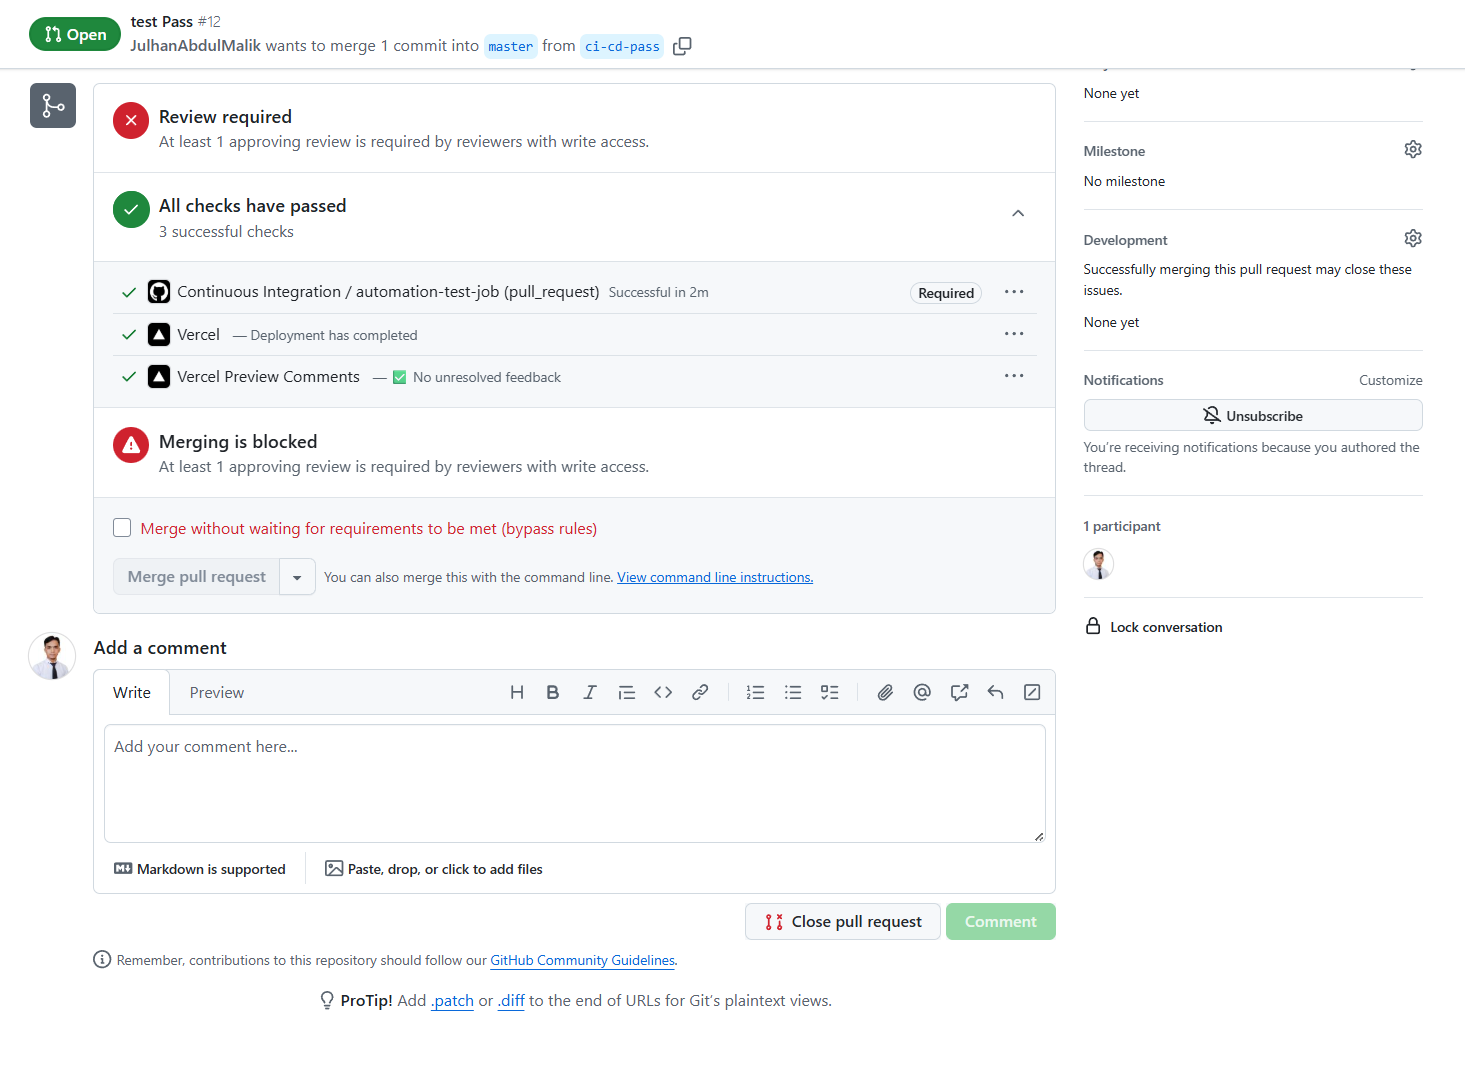 Open
test Pass #12
JulhanAbdulMalik wants to merge 1 commit into master from ci-cd-pass
Review required
At least 1 approving review is required by reviewers with write access.
All checks have passed
3 successful checks
Continuous Integration / automation-test-job (pull_request) Successful in 2m Required
Vercel — Deployment has completed
Vercel Preview Comments — ✅ No unresolved feedback
Merging is blocked
At least 1 approving review is required by reviewers with write access.
Merge without waiting for requirements to be met (bypass rules)
Merge pull request You can also merge this with the command line. View command line instructions.
Add a comment
Write Preview
Add your comment here...
Markdown is supported
Paste, drop, or click to add files
Close pull request Comment
Remember, contributions to this repository should follow our GitHub Community Guidelines.
ProTip! Add .patch or .diff to the end of URLs for Git's plaintext views.
None yet
Milestone
No milestone
Development
Successfully merging this pull request may close these
issues.
None yet
Notifications Customize
Unsubscribe
You're receiving notifications because you authored the
thread.
1 participant
Lock conversation